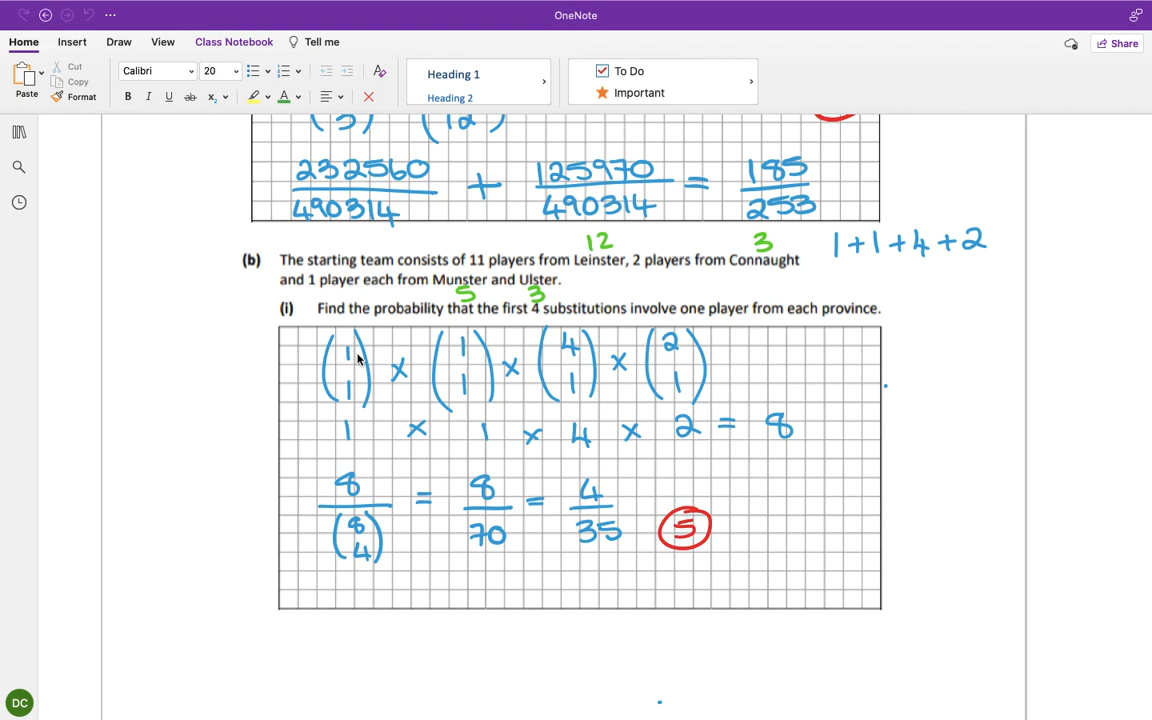 OneNote
Home Insert Draw View Class Notebook Tell me Share
Paste Cut Copy Format Calibri 20 B I U ab x₂ A Heading 1 Heading 2 To Do Important
( 5 ) ( 12 )
232560/490314 + 125970/490314 = 185/253
12 3 1+1+4+2
(b) The starting team consists of 11 players from Leinster, 2 players from Connaught
and 1 player each from Munster and Ulster.
5 3
(i) Find the probability that the first 4 substitutions involve one player from each province.
(1 1) × (1 1) × (4 1) × (2 1)
1 × 1 × 4 × 2 = 8
8/(8 4) = 8/70 = 4/35 5
DC